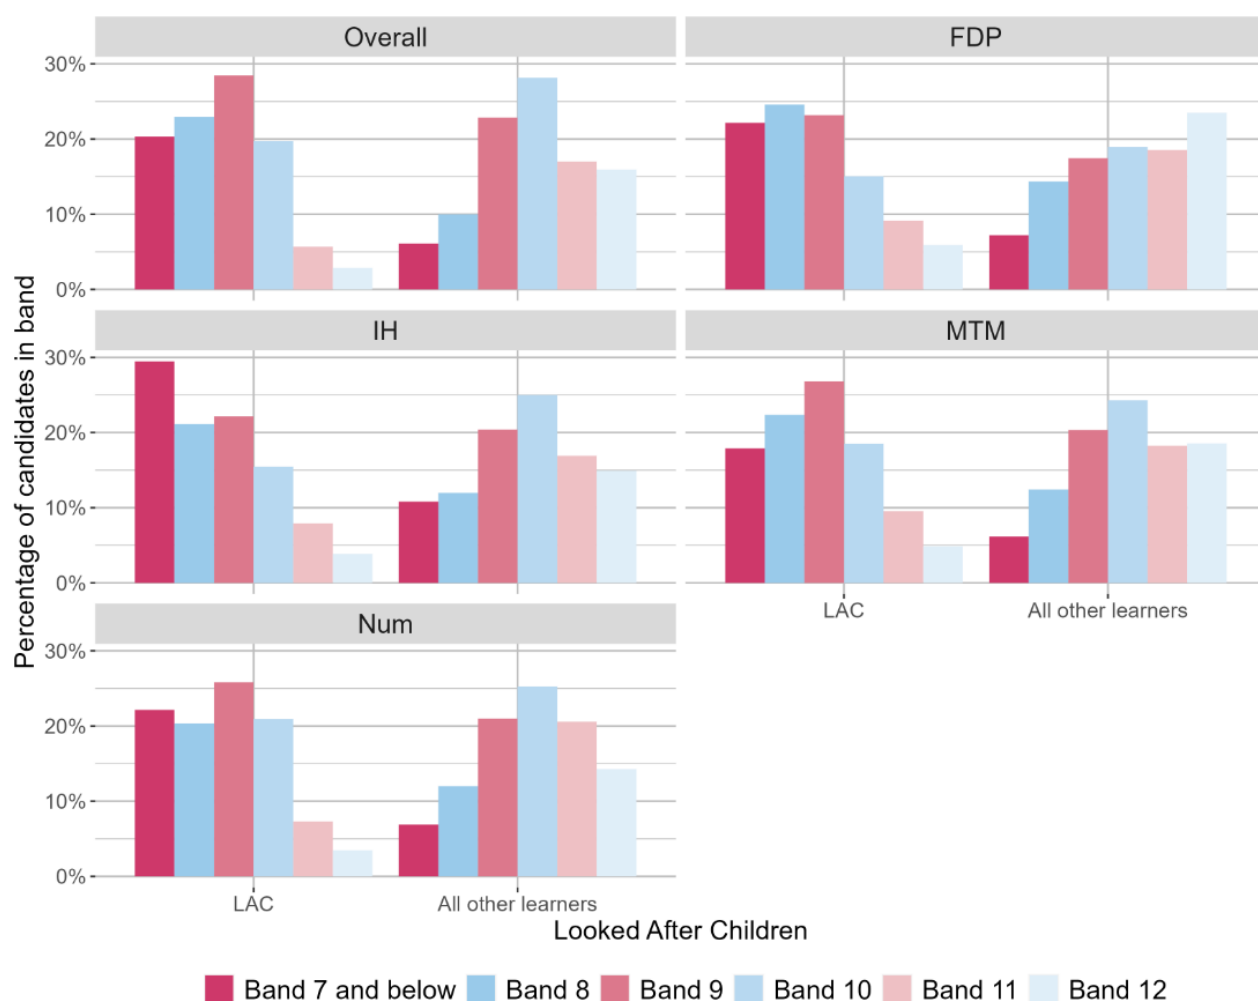 Overall
FDP
30%
20%
10%
0%
IH
MTM
30%
20%
10%
0%
LAC
All other learners
Num
30%
20%
10%
0%
LAC
All other learners
Percentage of candidates in band
Looked After Children
Band 7 and below
Band 8
Band 9
Band 10
Band 11
Band 12